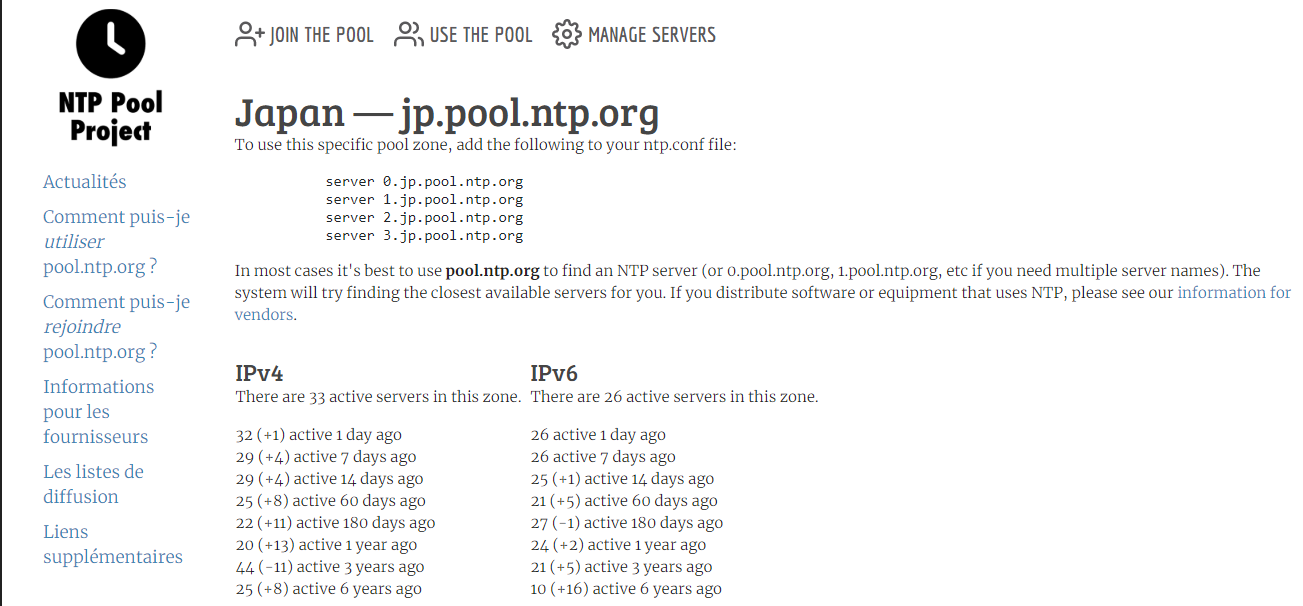 NTP Pool
Project
JOIN THE POOL USE THE POOL MANAGE SERVERS
Actualités
Comment puis-je
utiliser
pool.ntp.org ?
Comment puis-je
rejoindre
pool.ntp.org ?
Informations
pour les
fournisseurs
Les listes de
diffusion
Liens
supplémentaires
Japan — jp.pool.ntp.org
To use this specific pool zone, add the following to your ntp.conf file:
server 0.jp.pool.ntp.org
server 1.jp.pool.ntp.org
server 2.jp.pool.ntp.org
server 3.jp.pool.ntp.org
In most cases it's best to use pool.ntp.org to find an NTP server (or 0.pool.ntp.org, 1.pool.ntp.org, etc if you need multiple server names). The
system will try finding the closest available servers for you. If you distribute software or equipment that uses NTP, please see our information for
vendors.
IPv4
There are 33 active servers in this zone.
32 (+1) active 1 day ago
29 (+4) active 7 days ago
29 (+4) active 14 days ago
25 (+8) active 60 days ago
22 (+11) active 180 days ago
20 (+13) active 1 year ago
44 (-11) active 3 years ago
25 (+8) active 6 years ago
IPv6
There are 26 active servers in this zone.
26 active 1 day ago
26 active 7 days ago
25 (+1) active 14 days ago
21 (+5) active 60 days ago
27 (-1) active 180 days ago
24 (+2) active 1 year ago
21 (+5) active 3 years ago
10 (+16) active 6 years ago